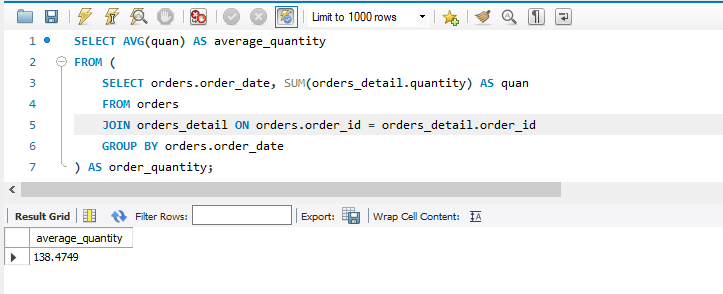 Limit to 1000 rows
1 SELECT AVG(quan) AS average_quantity
2 FROM (
3 SELECT orders.order_date, SUM(orders_detail.quantity) AS quan
4 FROM orders
5 JOIN orders_detail ON orders.order_id = orders_detail.order_id
6 GROUP BY orders.order_date
7 ) AS order_quantity;
Result Grid Filter Rows: Export: Wrap Cell Content:
average_quantity
138.4749